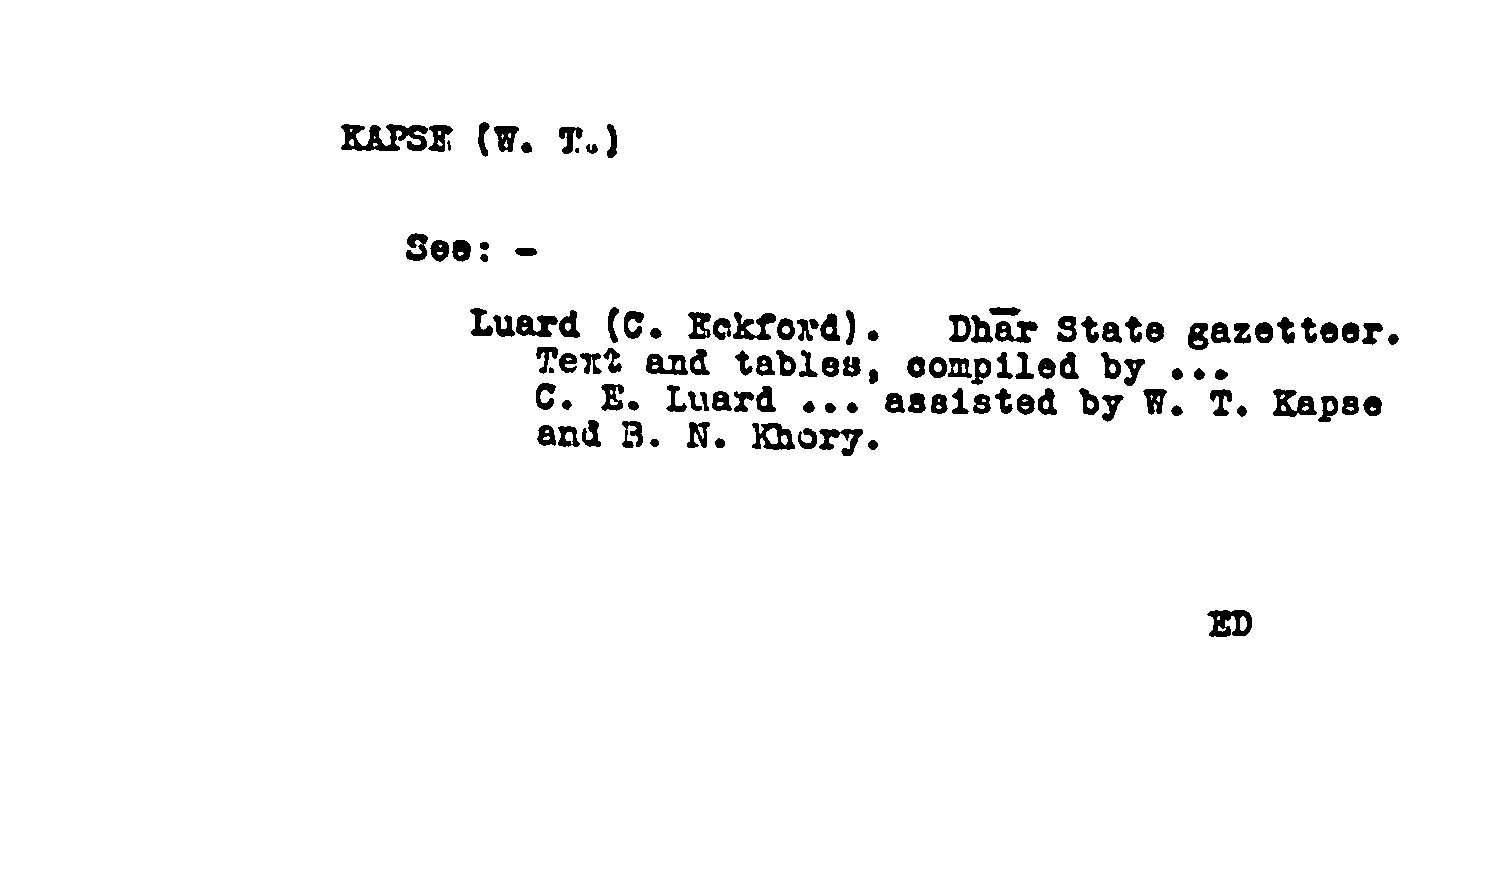 KAPSE (W. T.)
See: -
Luard (C. Eckford). Dhār State gazetteer.
Text and tables, compiled by ...
C. E. Luard ... assisted by W. T. Kapse
and B. N. Khory.
ED